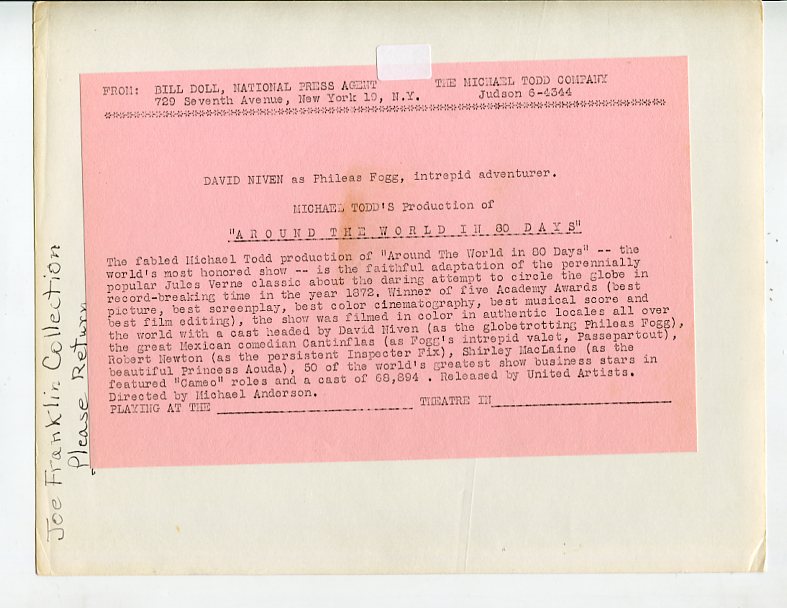 FROM: BILL DOLL, NATIONAL PRESS AGENT THE MICHAEL TODD COMPANY
729 Seventh Avenue, New York 19, N.Y. Judson 6-4344
DAVID NIVEN as Phileas Fogg, intrepid adventurer.
MICHAEL TODD'S Production of
"AROUND THE WORLD IN 80 DAYS"
The fabled Michael Todd production of "Around The World in 80 Days" -- the
world's most honored show -- is the faithful adaptation of the perennially
popular Jules Verne classic about the daring attempt to circle the globe in
record-breaking time in the year 1872. Winner of five Academy Awards (best
picture, best screenplay, best color cinematography, best musical score and
best film editing), the show was filmed in color in authentic locales all over
the world with a cast headed by David Niven (as the globetrotting Phileas Fogg),
the great Mexican comedian Cantinflas (as Fogg's intrepid valet, Passepartout),
Robert Newton (as the persistent Inspecter Fix), Shirley MacLaine (as the
beautiful Princess Aouda), 50 of the world's greatest show business stars in
featured "Cameo" roles and a cast of 68,894 . Released by United Artists.
Directed by Michael Anderson.
PLAYING AT THE ____________________ THEATRE IN____________________
Joe Franklin Collection
Please Return